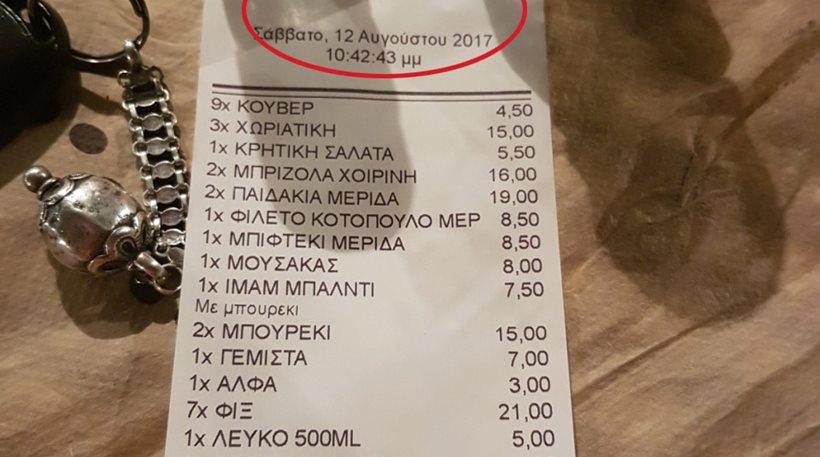 Σάββατο, 12 Αυγούστου 2017
10:42:43 μμ
9x ΚΟΥΒΕΡ 4,50
3x ΧΩΡΙΑΤΙΚΗ 15,00
1x ΚΡΗΤΙΚΗ ΣΑΛΑΤΑ 5,50
2x ΜΠΡΙΖΟΛΑ ΧΟΙΡΙΝΗ 16,00
2x ΠΑΙΔΑΚΙΑ ΜΕΡΙΔΑ 19,00
1x ΦΙΛΕΤΟ ΚΟΤΟΠΟΥΛΟ ΜΕΡ 8,50
1x ΜΠΙΦΤΕΚΙ ΜΕΡΙΔΑ 8,50
1x ΜΟΥΣΑΚΑΣ 8,00
1x ΙΜΑΜ ΜΠΑΛΝΤΙ 7,50
Με μπουρεκι
2x ΜΠΟΥΡΕΚΙ 15,00
1x ΓΕΜΙΣΤΑ 7,00
1x ΑΛΦΑ 3,00
7x ΦΙΞ 21,00
1x ΛΕΥΚΟ 500ML 5,00